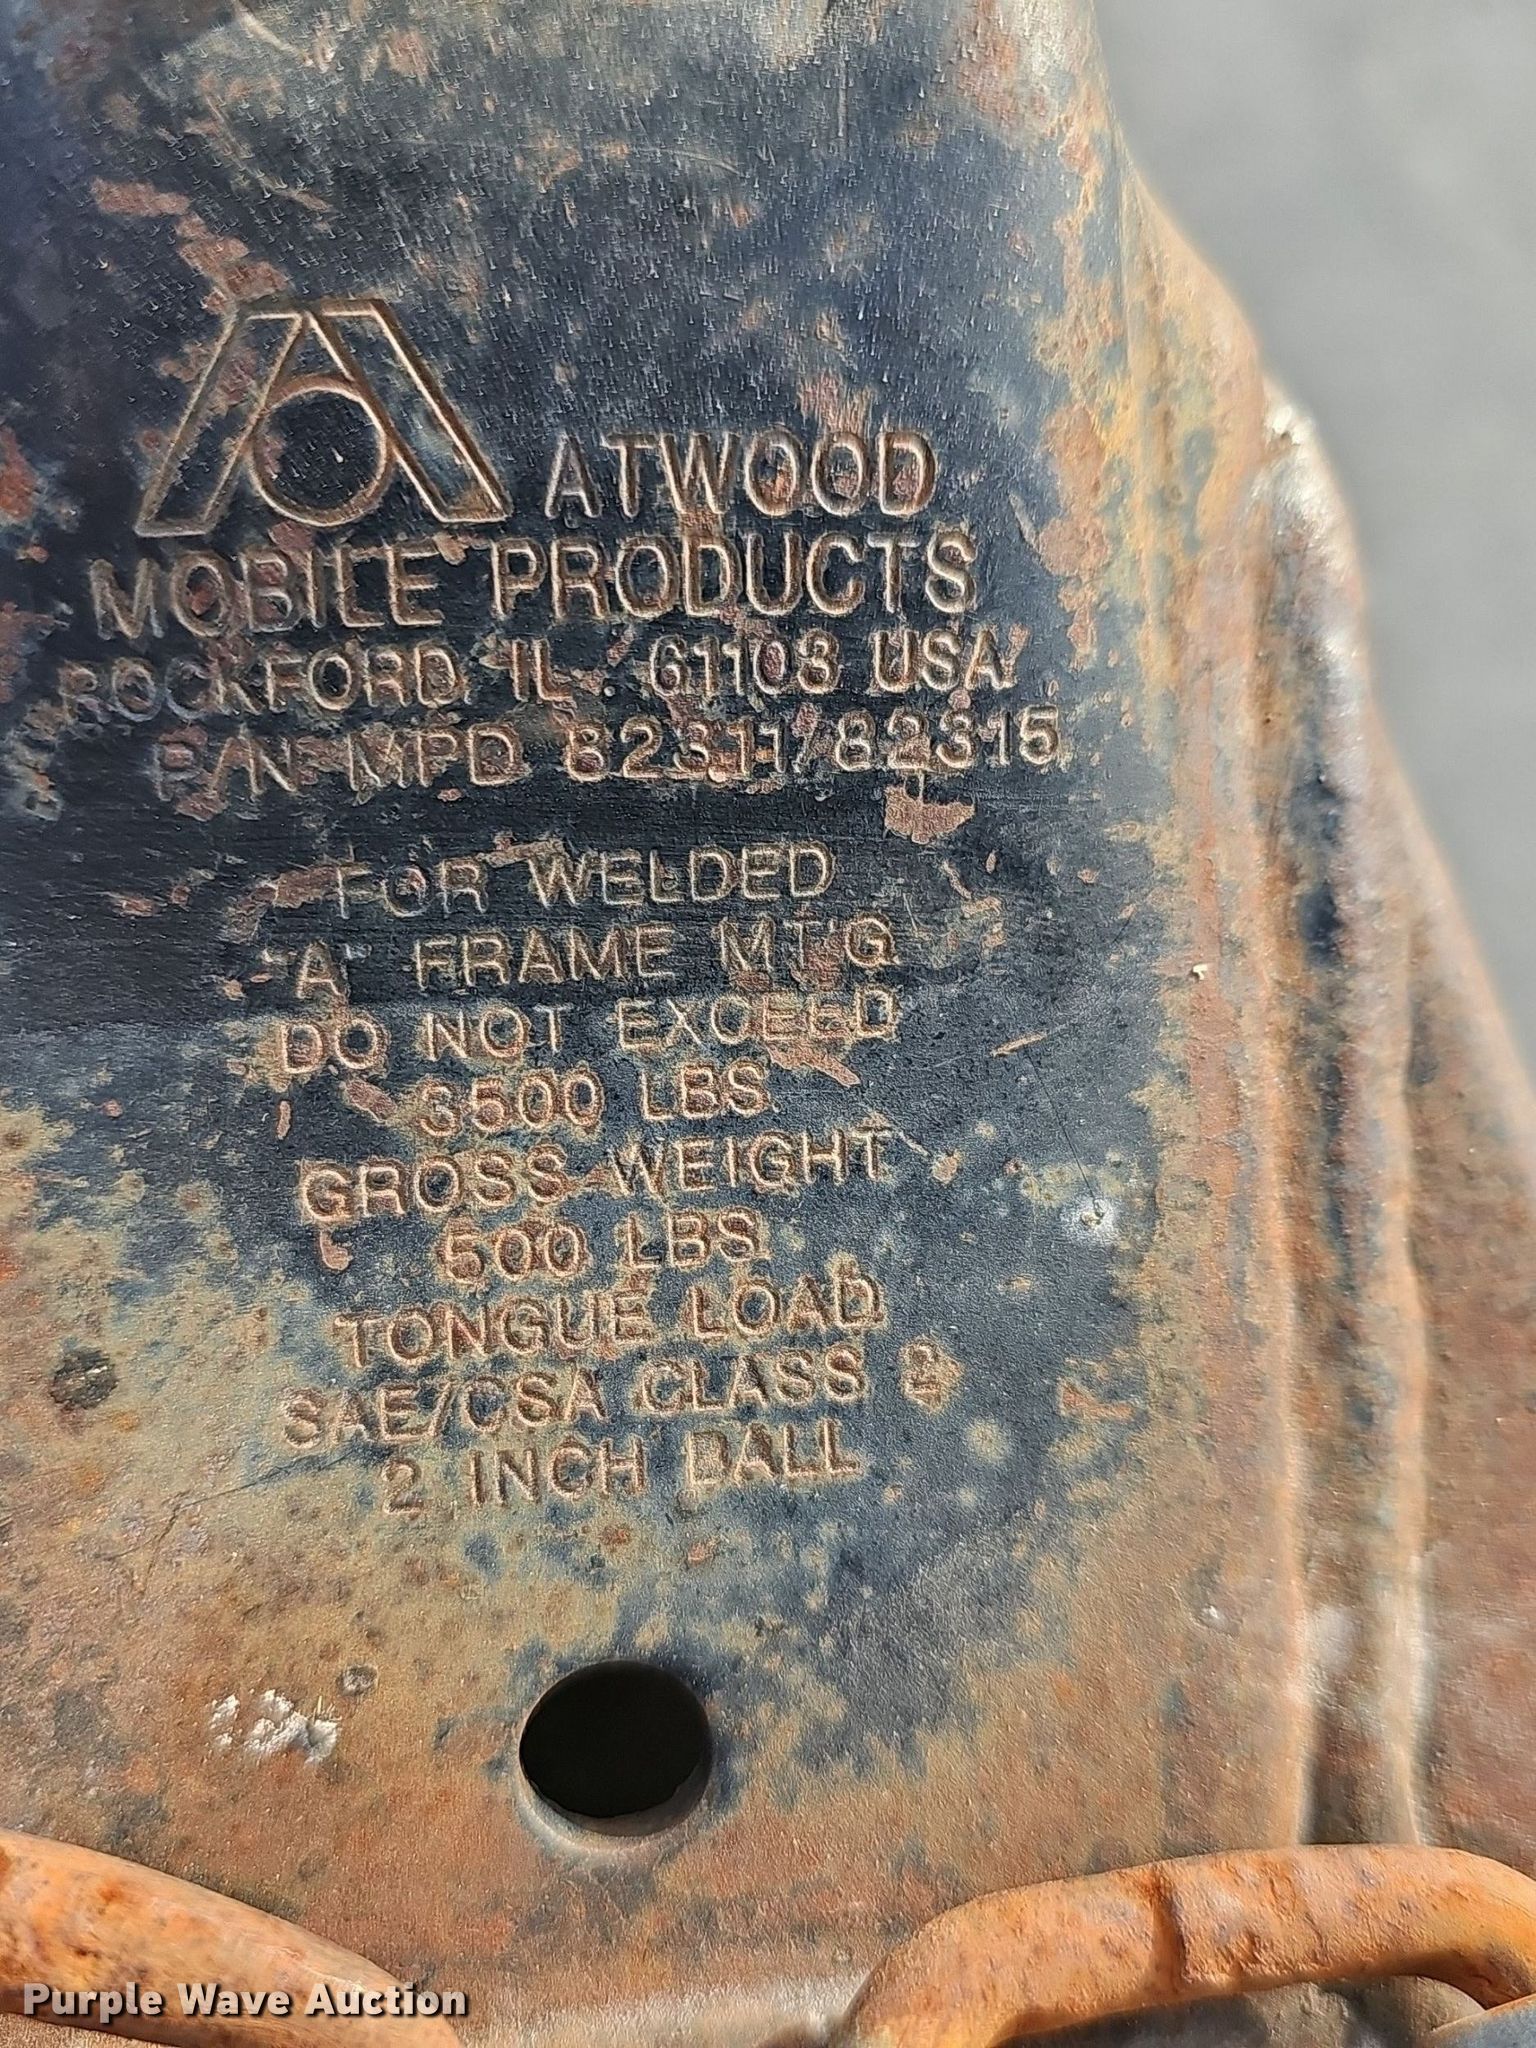 ATWOOD
MOBILE PRODUCTS
ROCKFORD, IL. 61103 USA
P/N MPD 82311/82315
FOR WELDED
"A" FRAME MT'G
DO NOT EXCEED
3500 LBS.
GROSS WEIGHT
500 LBS.
TONGUE LOAD
SAE/CSA CLASS 2
2 INCH BALL
Purple Wave Auction